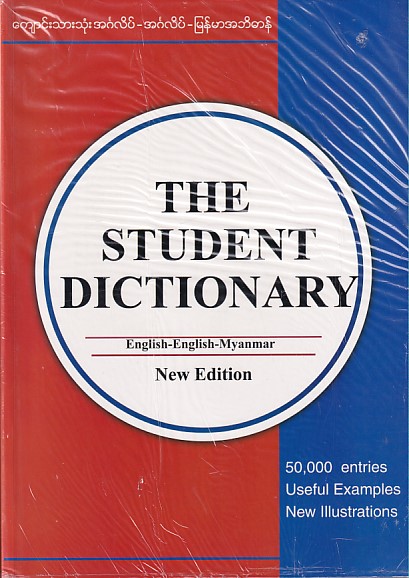 ကျောင်းသားသုံး အင်္ဂလိပ် - အင်္ဂလိပ် - မြန်မာအဘိဓာန်
THE
STUDENT
DICTIONARY
English-English-Myanmar
New Edition
50,000 entries
Useful Examples
New Illustrations